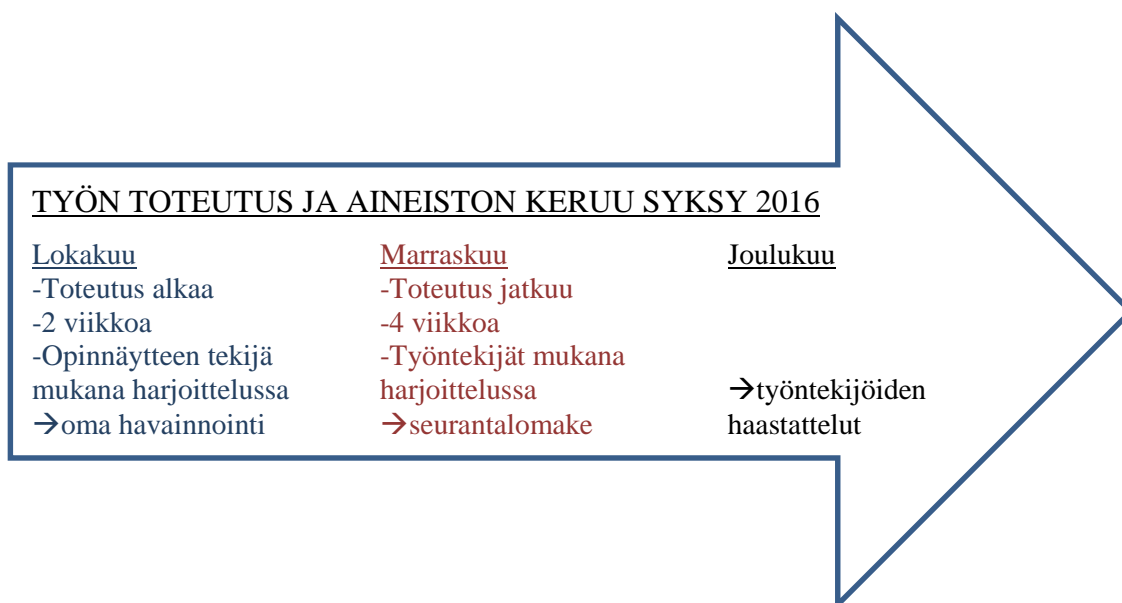 TYÖN TOTEUTUS JA AINEISTON KERUU SYKSY 2016
Lokakuu
-Toteutus alkaa
-2 viikkoa
-Opinnäytteen tekijä
mukana harjoittelussa
→oma havainnointi
Marraskuu
-Toteutus jatkuu
-4 viikkoa
-Työntekijät mukana
harjoittelussa
→seurantalomake
Joulukuu
→työntekijöiden
haastattelut